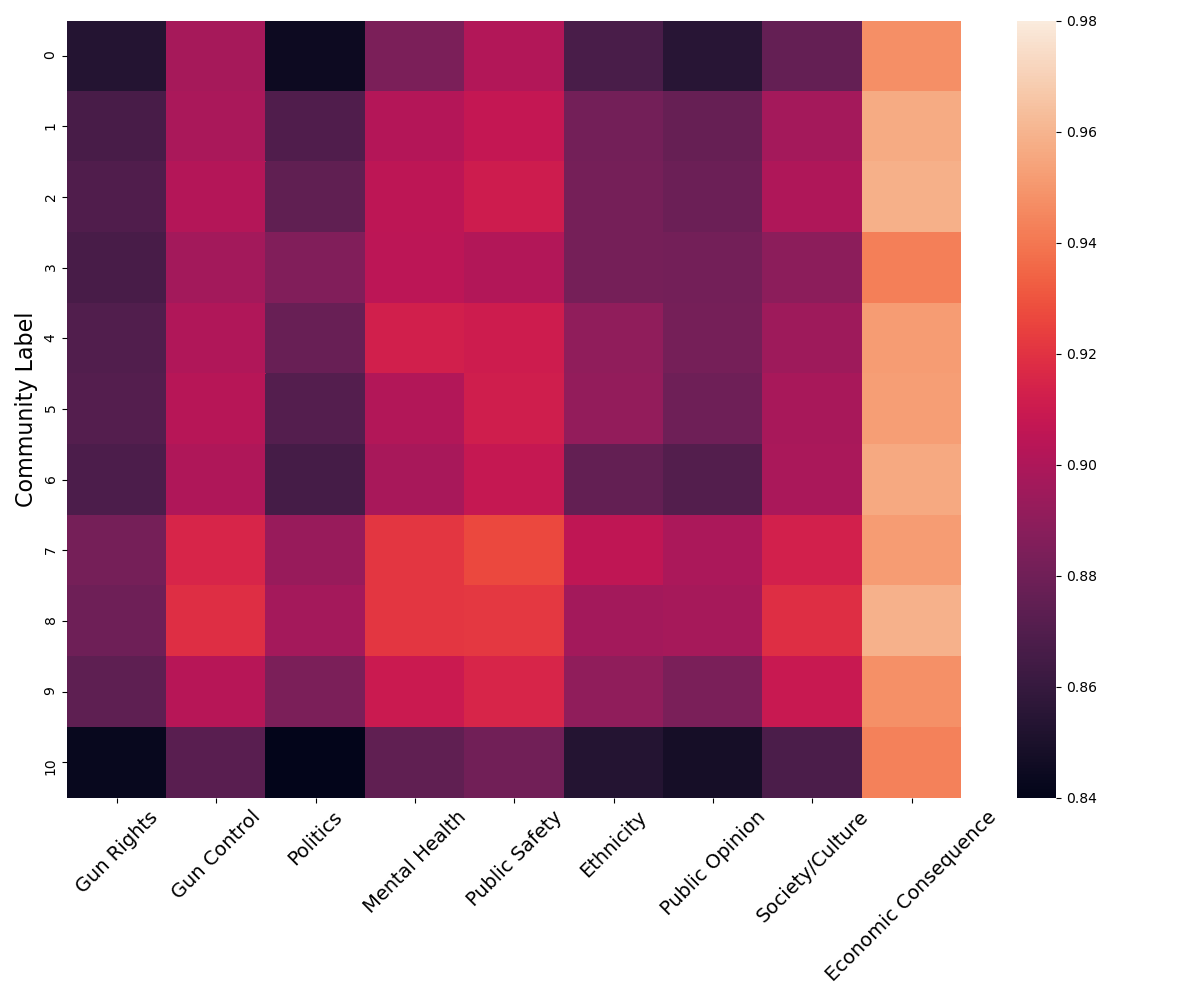 Community Label
0
1
2
3
4
5
6
7
8
9
10
Gun Rights
Gun Control
Politics
Mental Health
Public Safety
Ethnicity
Public Opinion
Society/Culture
Economic Consequence
0.98
0.96
0.94
0.92
0.90
0.88
0.86
0.84